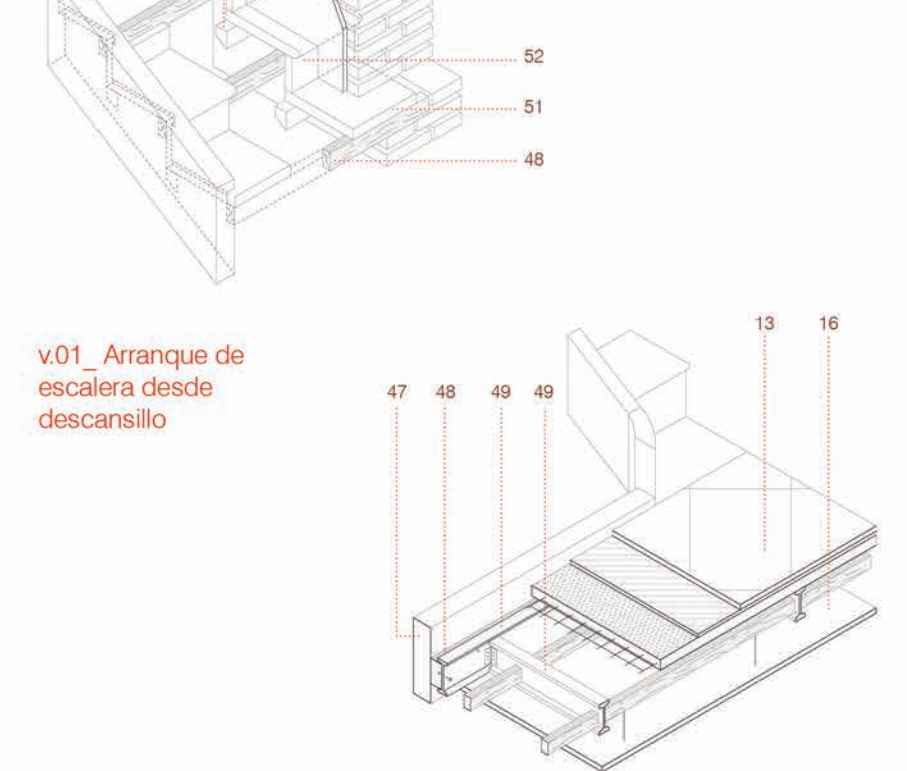 52
51
48
v.01_ Arranque de
escalera desde
descansillo
13 16
47 48 49 49